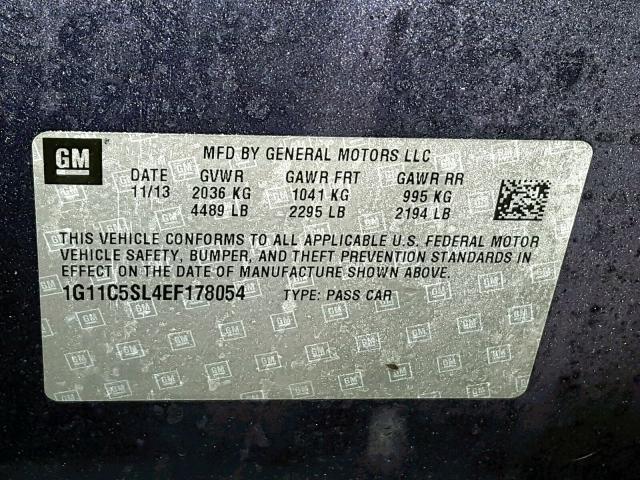 GM MFD BY GENERAL MOTORS LLC
DATE GVWR GAWR FRT GAWR RR
11/13 2036 KG 1041 KG 995 KG
4489 LB 2295 LB 2194 LB
THIS VEHICLE CONFORMS TO ALL APPLICABLE U.S. FEDERAL MOTOR
VEHICLE SAFETY, BUMPER, AND THEFT PREVENTION STANDARDS IN
EFFECT ON THE DATE OF MANUFACTURE SHOWN ABOVE.
1G11C5SL4EF178054 TYPE: PASS CAR